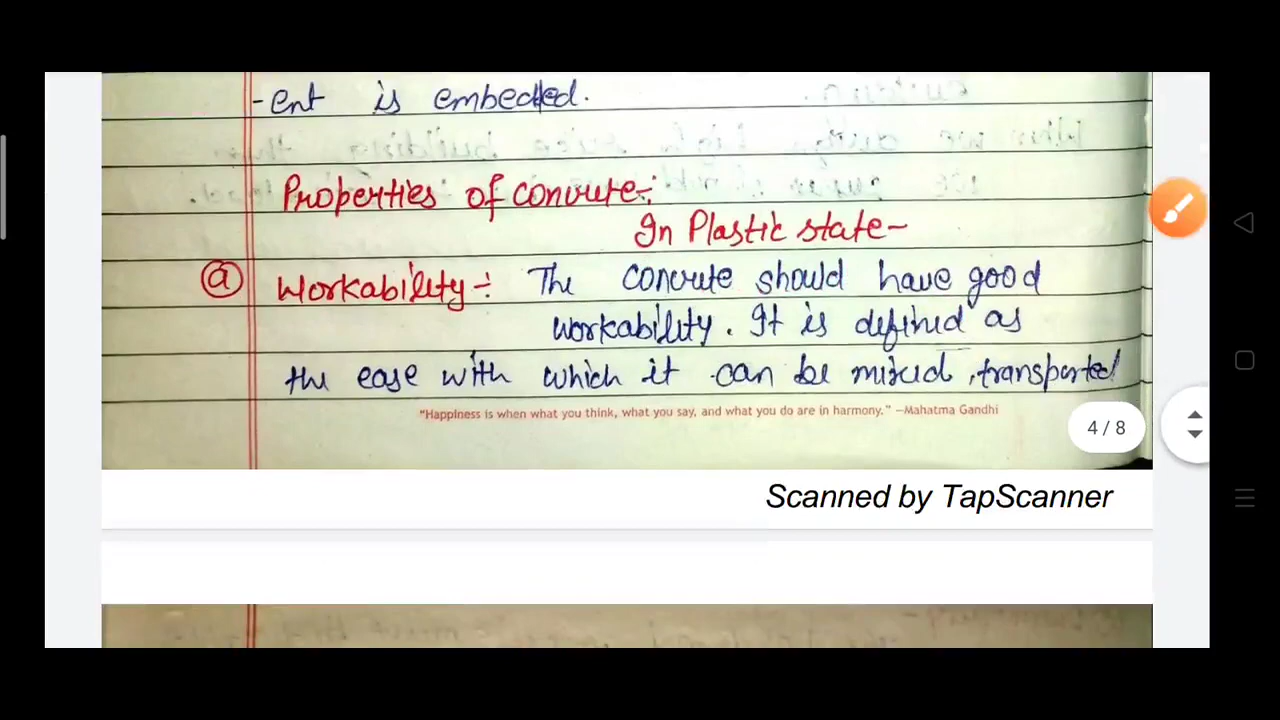 -ent is embedded.
Properties of concrete:-
In Plastic state-
(a) Workability:- The concrete should have good
workability. It is defined as
the ease with which it can be mixed, transported
"Happiness is when what you think, what you say, and what you do are in harmony." –Mahatma Gandhi
4 / 8
Scanned by TapScanner